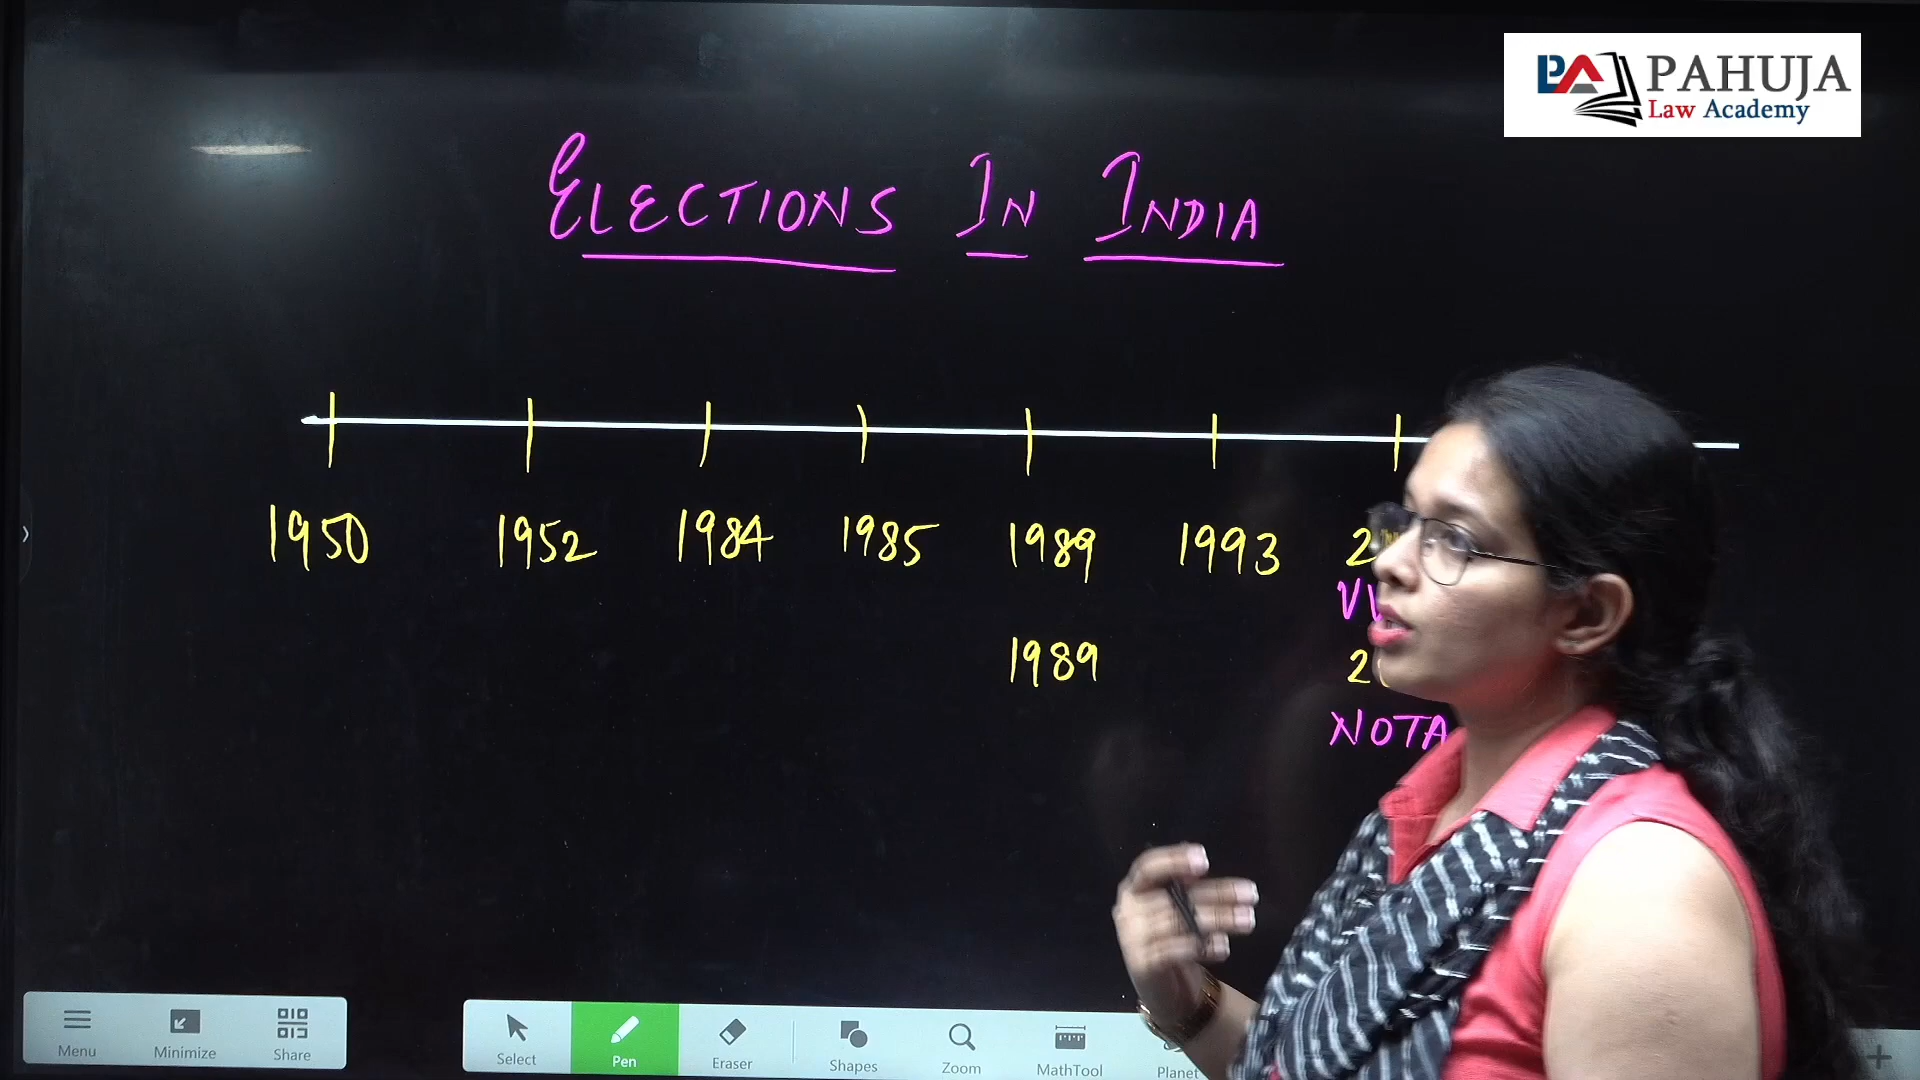 PAHUJA
Law Academy
ELECTIONS IN INDIA
1950 1952 1984 1985 1989 1993
1989
NOTA
Menu Minimize Share Select Pen Eraser Shapes Zoom MathTool Planet